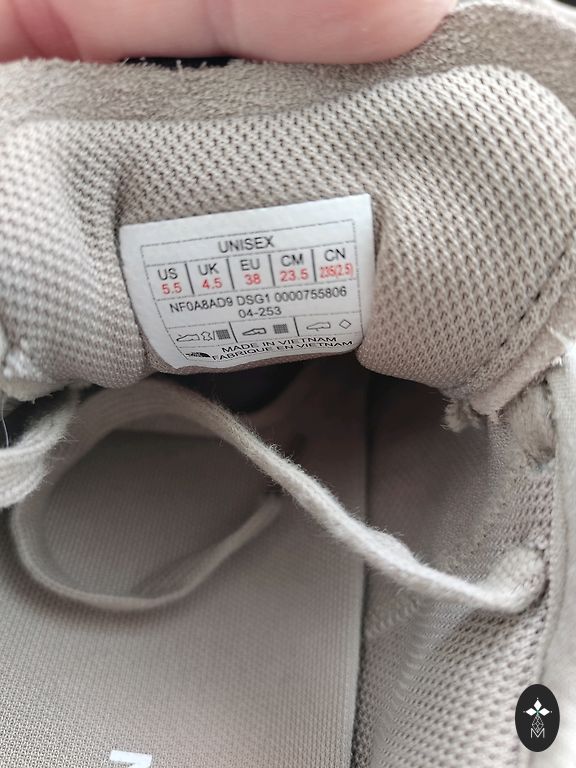 UNISEX
US UK EU CM CN
5.5 4.5 38 23.5 235(2.5)
NF0A8AD9 DSG1 0000755806
04-253
MADE IN VIETNAM
FABRIQUE EN VIETNAM
M